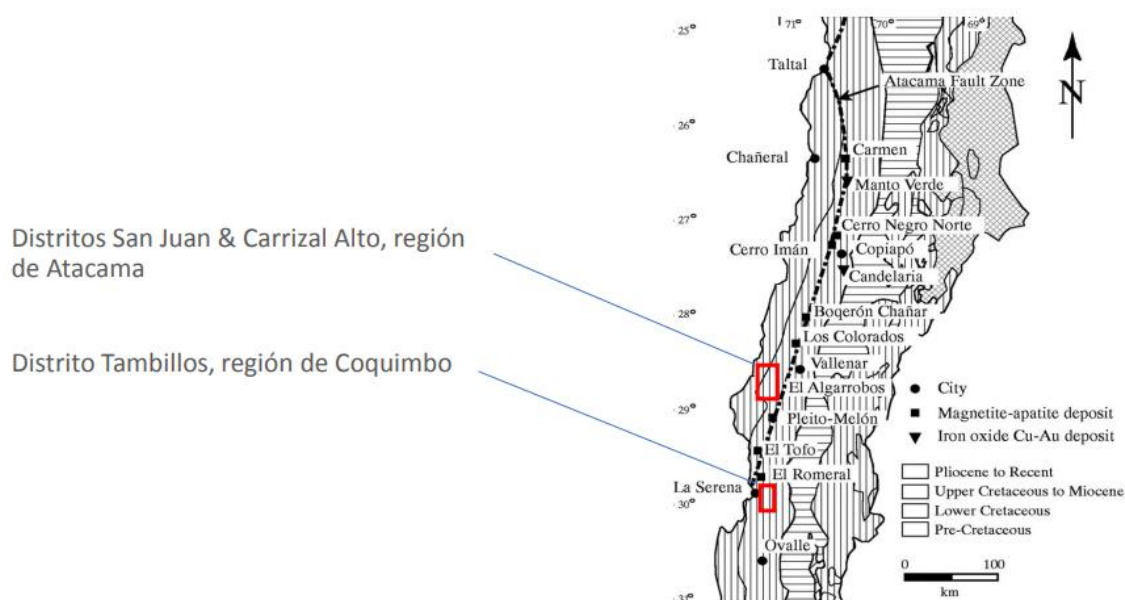 25°
71°
70°
69°
Taltal
Atacama Fault Zone
N
26°
Chañeral
Carmen
Manto Verde
27°
Distritos San Juan & Carrizal Alto, región
de Atacama
Cerro Negro Norte
Cerro Imán
Copiapó
Candelaria
28°
Boqerón Chañar
Los Colorados
Distrito Tambillos, región de Coquimbo
Vallenar
El Algarrobos
City
29°
Magnetite-apatite deposit
Pleito-Melón
Iron oxide Cu-Au deposit
El Tofo
Pliocene to Recent
El Romeral
La Serena
Upper Cretaceous to Miocene
30°
Lower Cretaceous
Pre-Cretaceous
Ovalle
0 100
km
31°